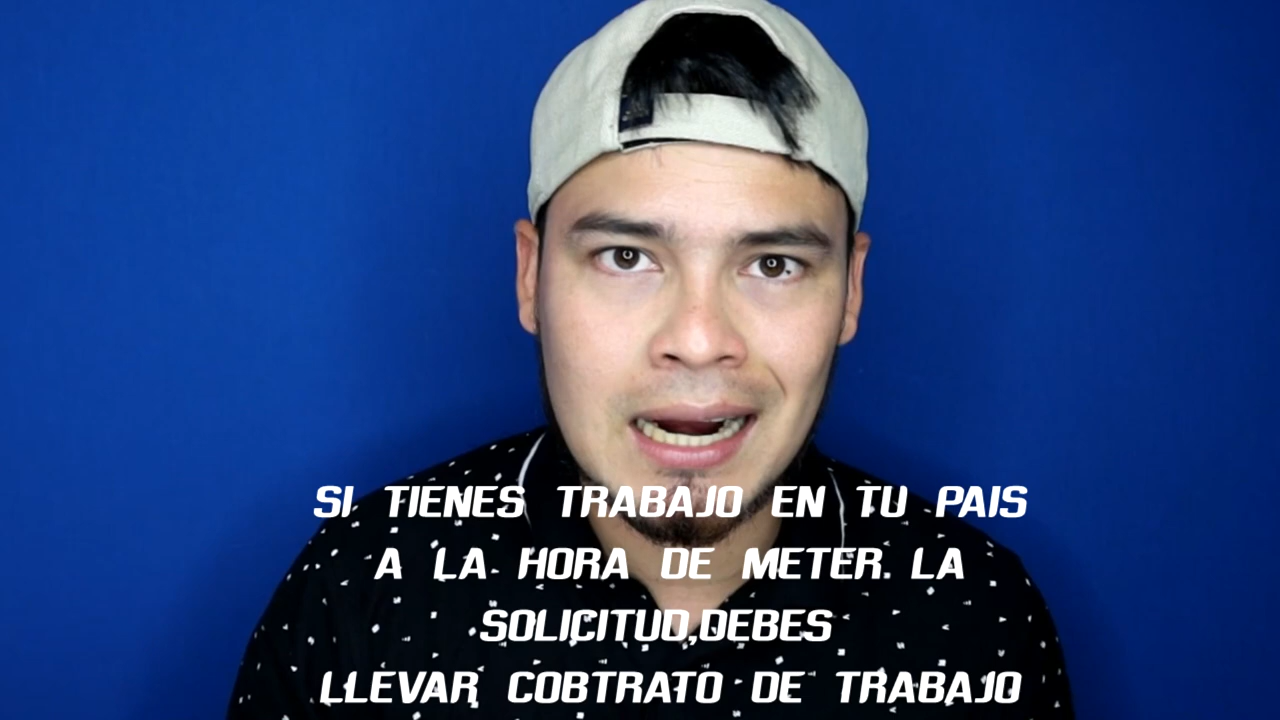 SI TIENES TRABAJO EN TU PAIS
A LA HORA DE METER. LA
SOLICITUD,DEBES
LLEVAR COBTRATO DE TRABAJO